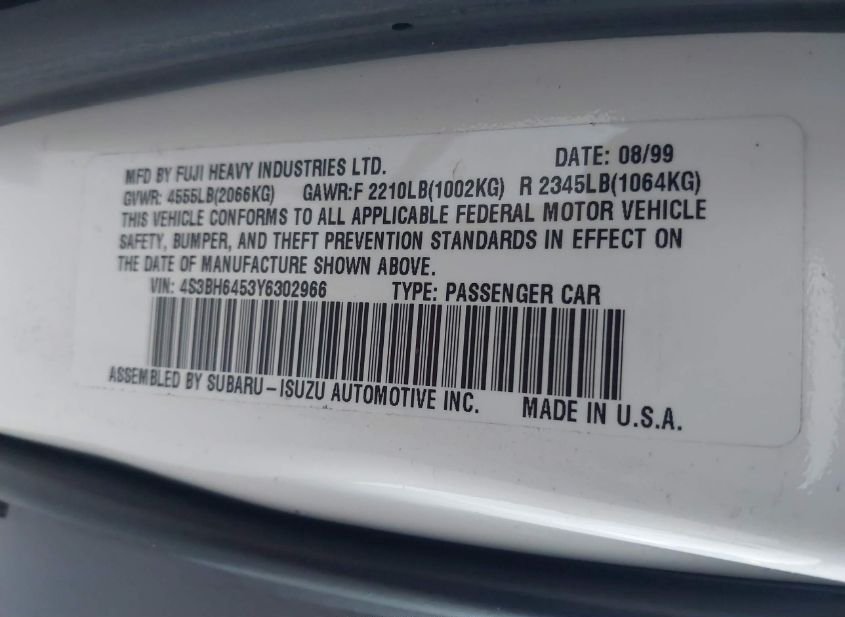 MFD BY FUJI HEAVY INDUSTRIES LTD. DATE: 08/99
GVWR: 4555LB(2066KG) GAWR:F 2210LB(1002KG) R 2345LB(1064KG)
THIS VEHICLE CONFORMS TO ALL APPLICABLE FEDERAL MOTOR VEHICLE
SAFETY, BUMPER, AND THEFT PREVENTION STANDARDS IN EFFECT ON
THE DATE OF MANUFACTURE SHOWN ABOVE.
VIN: 4S3BH6453Y6302966 TYPE: PASSENGER CAR
ASSEMBLED BY SUBARU-ISUZU AUTOMOTIVE INC. MADE IN U.S.A.